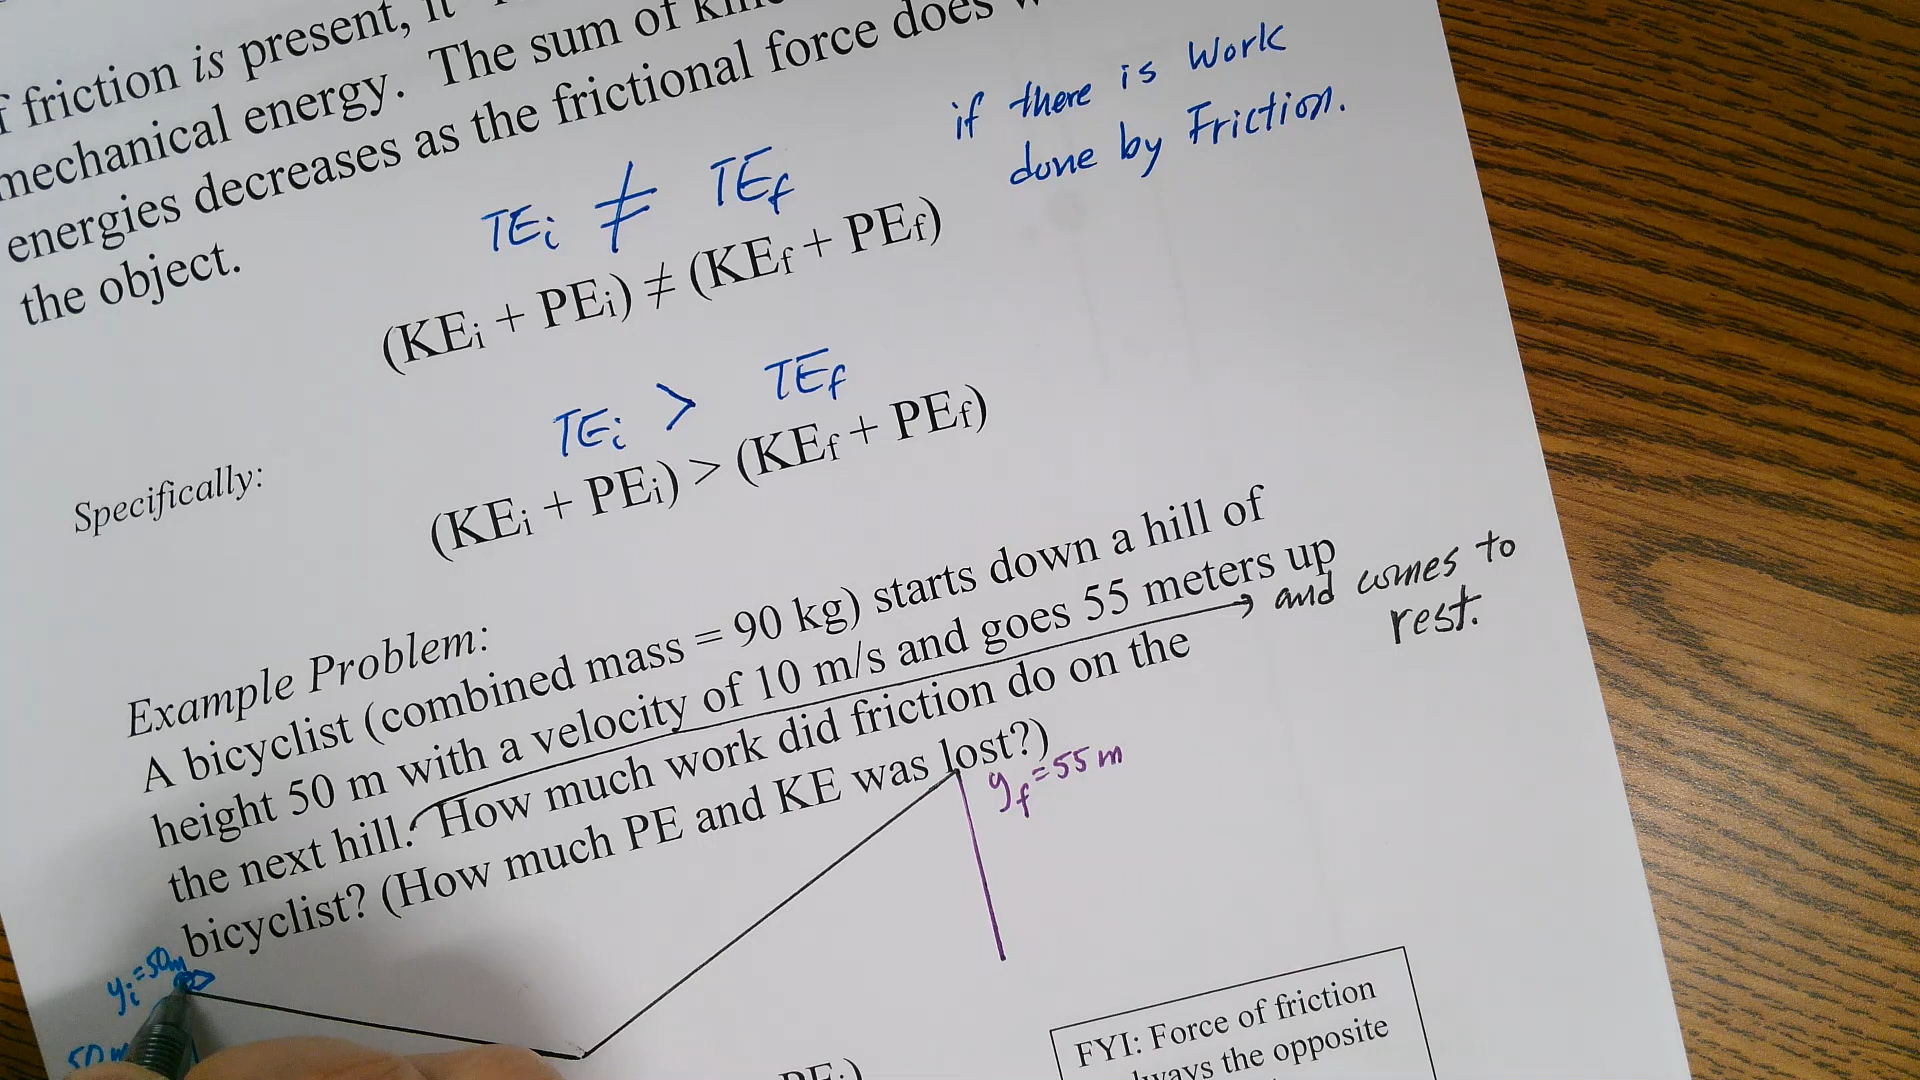 friction is present, it
mechanical energy. The sum of
energies decreases as the frictional force does
the object.
if there is Work
done by Friction.
TEi ≠ TEf
(KEi + PEi) ≠ (KEf + PEf)
TEi > TEf
Specifically:
(KEi + PEi) > (KEf + PEf)
Example Problem:
A bicyclist (combined mass = 90 kg) starts down a hill of
height 50 m with a velocity of 10 m/s and goes 55 meters up
and comes to
rest.
the next hill. How much work did friction do on the
bicyclist? (How much PE and KE was lost?)
yf = 55 m
yi = 50m
50 m
FYI: Force of friction
the opposite